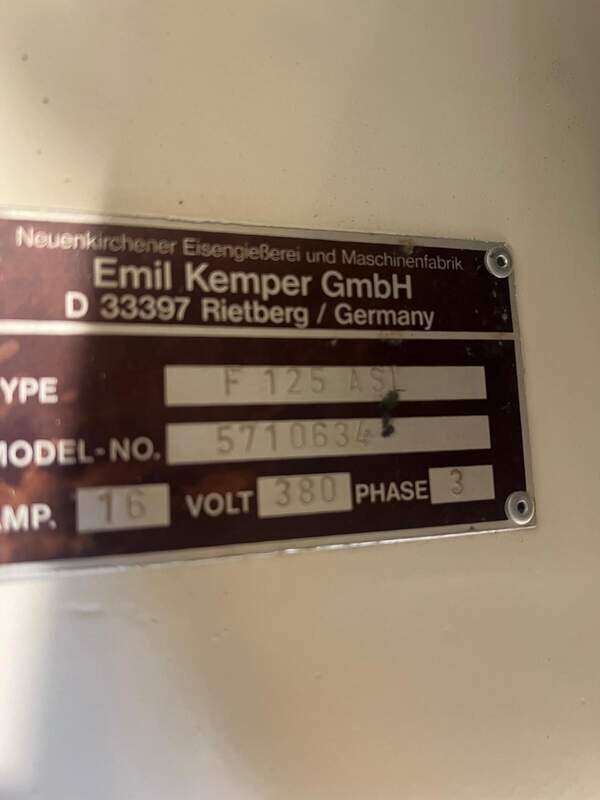 Neuenkirchener Eisengießerei und Maschinenfabrik
Emil Kemper GmbH
D 33397 Rietberg / Germany
TYPE F 125 ASL
MODEL-NO. 5710634
AMP. 16 VOLT 380 PHASE 3